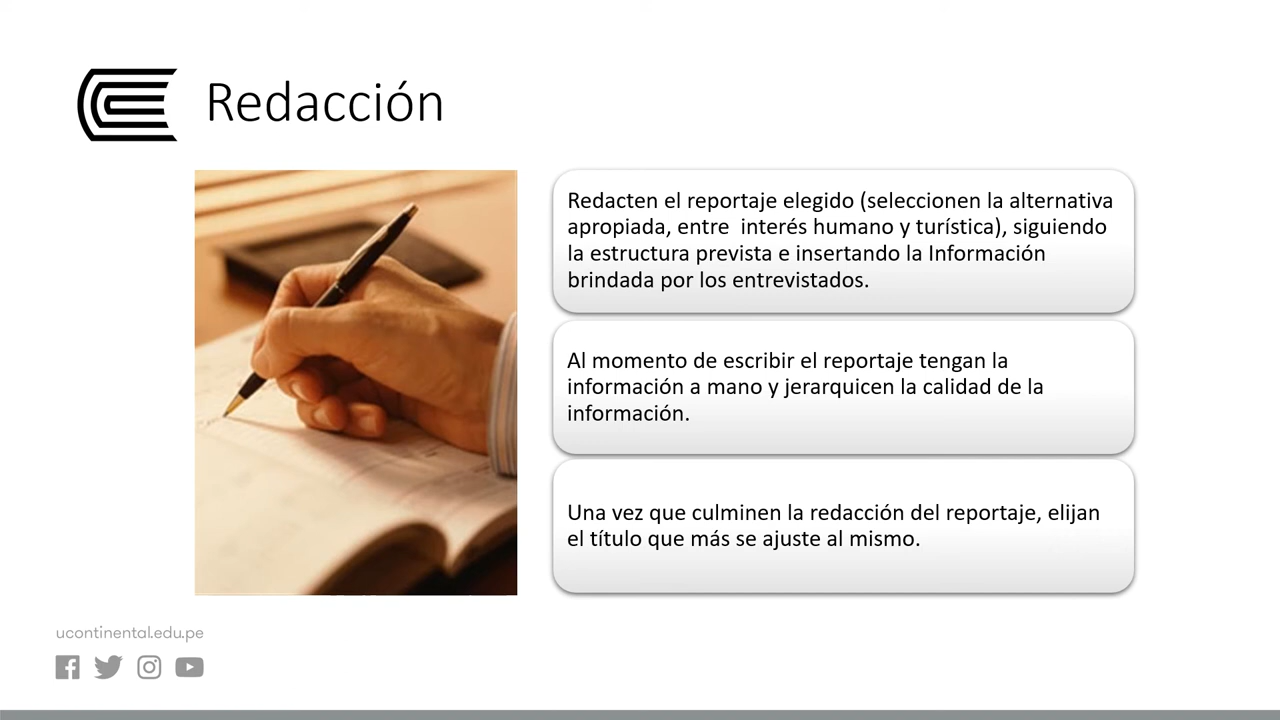 Redacción
Redacten el reportaje elegido (seleccionen la alternativa
apropiada, entre  interés humano y turística), siguiendo
la estructura prevista e insertando la Información
brindada por los entrevistados.
Al momento de escribir el reportaje tengan la
información a mano y jerarquicen la calidad de la
información.
Una vez que culminen la redacción del reportaje, elijan
el título que más se ajuste al mismo.
ucontinental.edu.pe